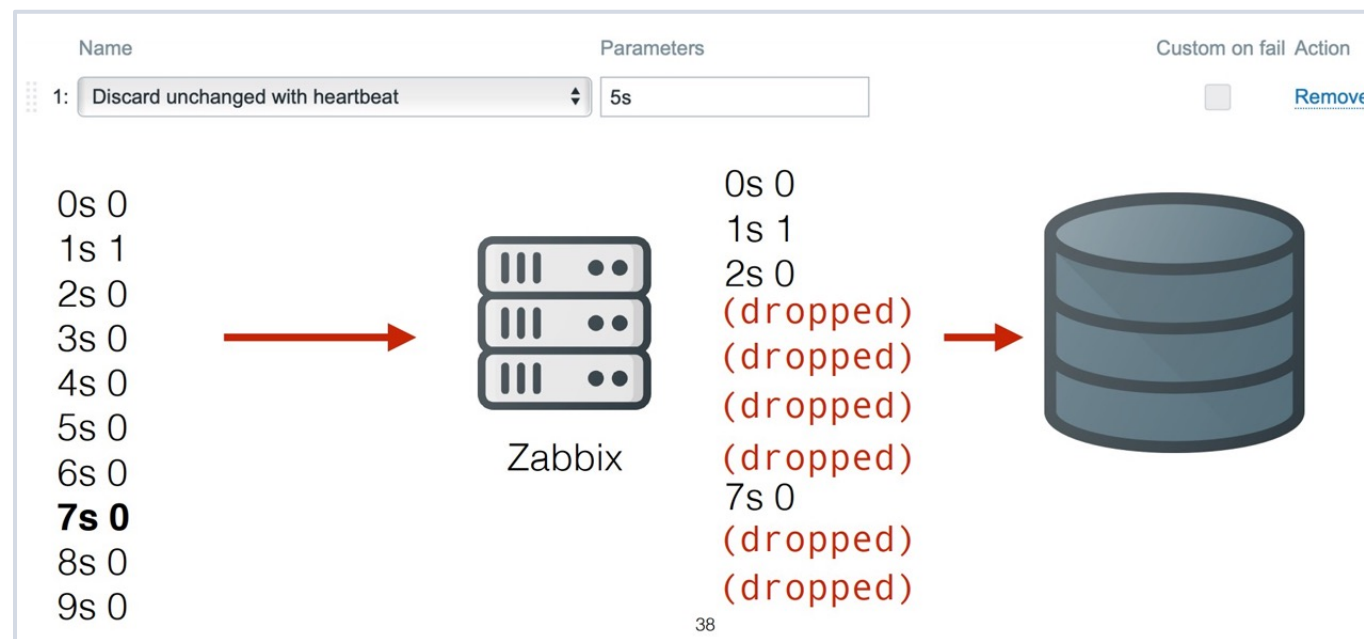 Name Parameters Custom on fail Action
1: Discard unchanged with heartbeat 5s Remove
0s 0
1s 1
2s 0
3s 0
4s 0
5s 0
6s 0
7s 0
8s 0
9s 0
Zabbix
0s 0
1s 1
2s 0
(dropped)
(dropped)
(dropped)
(dropped)
7s 0
(dropped)
(dropped)
38